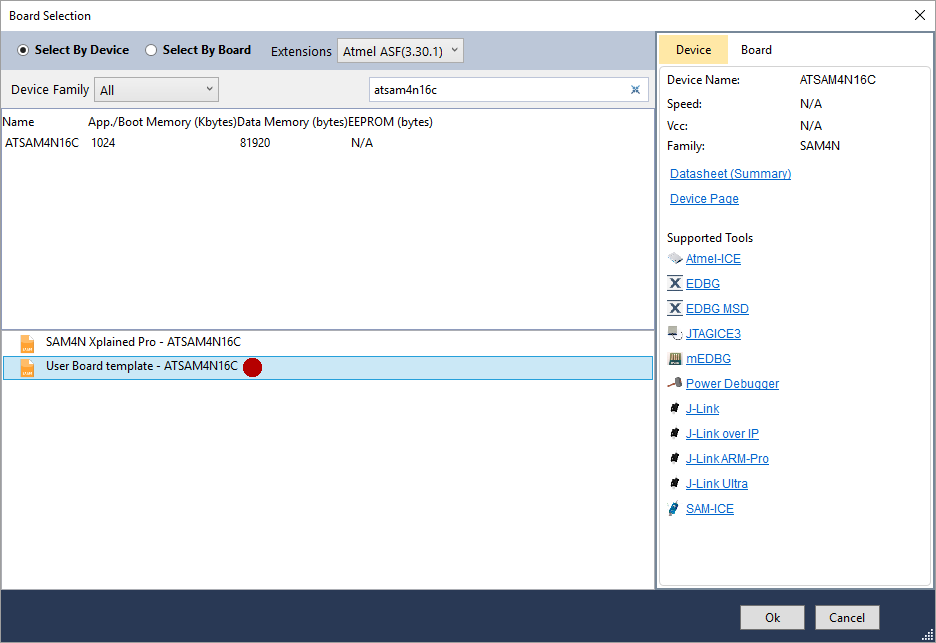 Board Selection
Select By Device Select By Board Extensions Atmel ASF(3.30.1)
Device Family All atsam4n16c
Name App./Boot Memory (Kbytes) Data Memory (bytes) EEPROM (bytes)
ATSAM4N16C 1024 81920 N/A
SAM4N Xplained Pro - ATSAM4N16C
User Board template - ATSAM4N16C
Device Board
Device Name: ATSAM4N16C
Speed: N/A
Vcc: N/A
Family: SAM4N
Datasheet (Summary)
Device Page
Supported Tools
Atmel-ICE
EDBG
EDBG MSD
JTAGICE3
mEDBG
Power Debugger
J-Link
J-Link over IP
J-Link ARM-Pro
J-Link Ultra
SAM-ICE
Ok Cancel